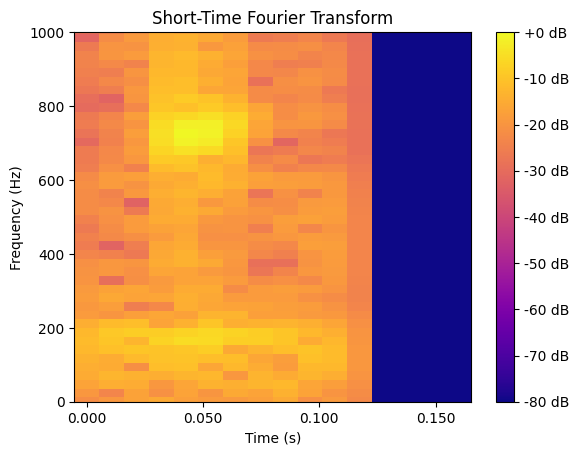 Short-Time Fourier Transform
1000
800
600
400
200
0
Frequency (Hz)
0.000
0.050
0.100
0.150
Time (s)
+0 dB
-10 dB
-20 dB
-30 dB
-40 dB
-50 dB
-60 dB
-70 dB
-80 dB